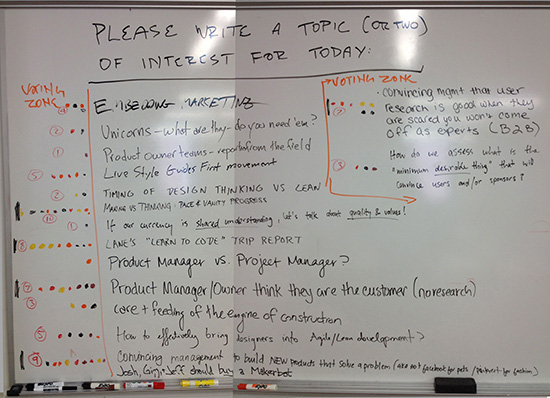 PLEASE WRITE A TOPIC (OR TWO)
OF INTEREST FOR TODAY:
VOTING
ZONE
EMBEDDING MARKETING
Unicorns - what are they - do you need 'em?
Product owner teams - report from the field
Live Style Guides First movement
TIMING OF DESIGN THINKING VS LEAN
MAKING VS THINKING: PACE & VANITY PROGRESS
If our currency is shared understanding, let's talk about quality & values!
LANE'S "LEARN TO CODE" TRIP REPORT
Product Manager vs. Project Manager?
Product Manager/Owner think they are the customer (no research)
care + feeding of the engine of construction
How to effectively bring designers into Agile/Lean development?
Convincing management to build NEW products that solve a problem (are not facebook for pets / pinterest for fashion)
Josh, Ginj, Jeff should buy a Makerbot
VOTING ZONE
· CONVINCING MGMT THAT USER
RESEARCH IS GOOD WHEN THEY
ARE SCARED YOU WON'T COME
OFF AS EXPERTS (B2B)
How do we assess what is the
"minimum desirable thing" that will
convince users and/or sponsors?